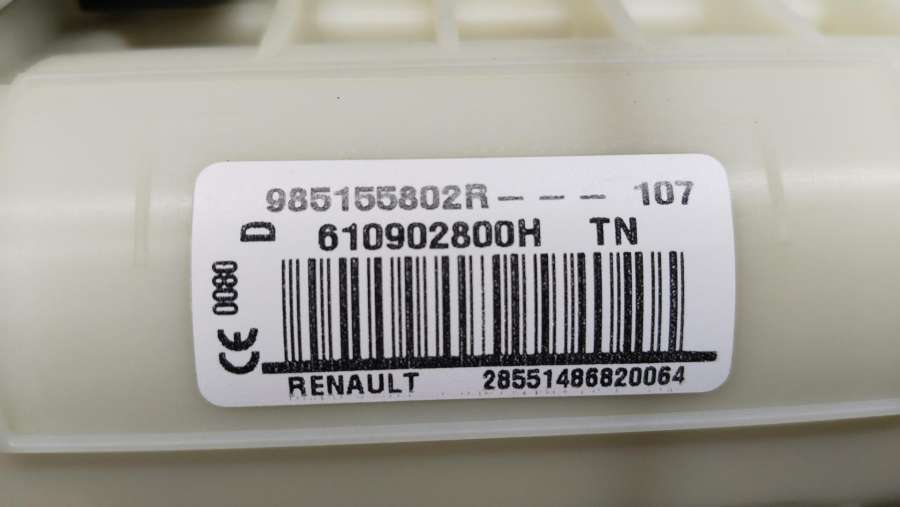 985155802R--- 107
D 610902800H TN
CE 0080
RENAULT 28551486820064